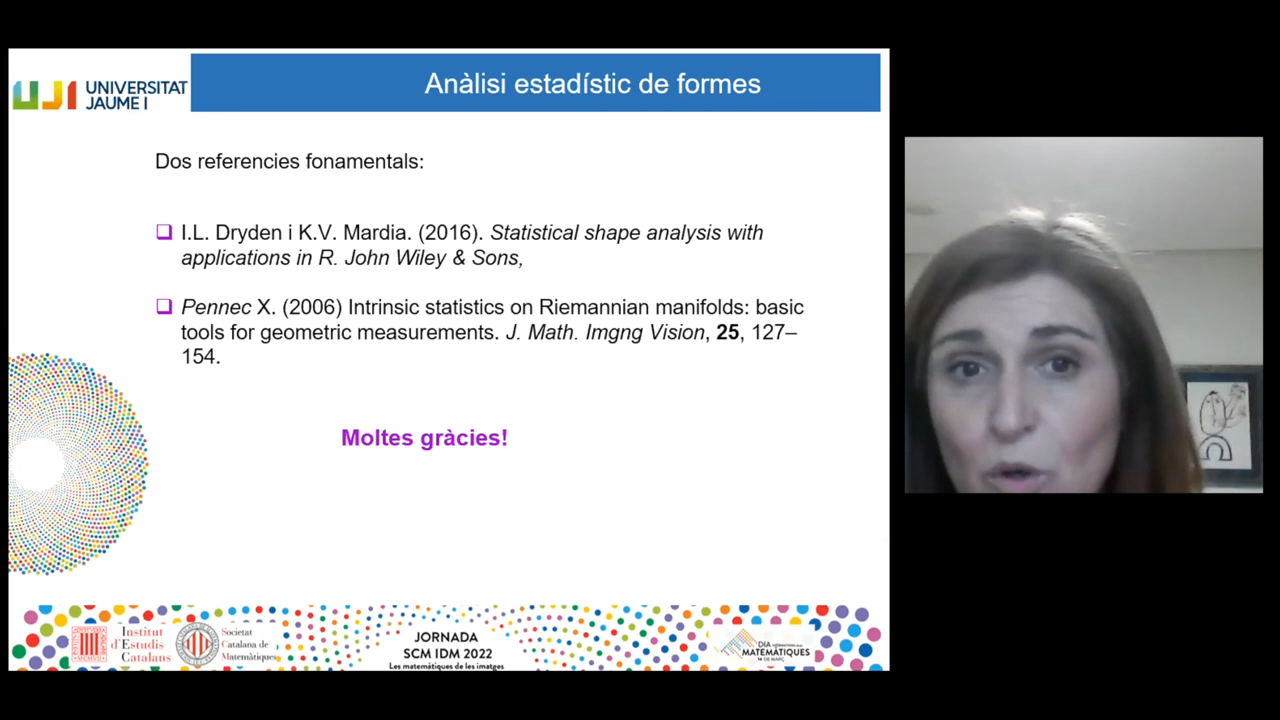 UNIVERSITAT
JAUME I
Anàlisi estadístic de formes
Dos referencies fonamentals:
I.L. Dryden i K.V. Mardia. (2016). Statistical shape analysis with
applications in R. John Wiley & Sons,
Pennec X. (2006) Intrinsic statistics on Riemannian manifolds: basic
tools for geometric measurements. J. Math. Imgng Vision, 25, 127–
154.
Moltes gràcies!
Institut
d'Estudis
Catalans
Societat
Catalana de
Matemàtiques
JORNADA
SCM IDM 2022
Les matemàtiques de les imatges
DIA
MATEMÀTIQUES
14 DE MARÇ